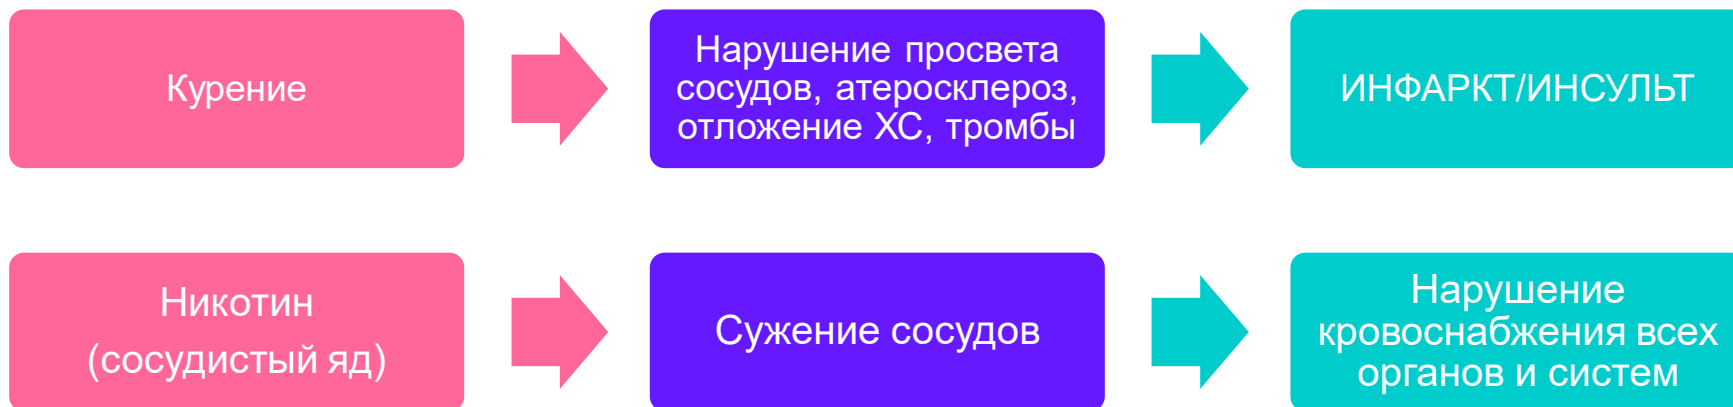 Курение
Нарушение просвета
сосудов, атеросклероз,
отложение ХС, тромбы
ИНФАРКТ/ИНСУЛЬТ
Никотин
(сосудистый яд)
Сужение сосудов
Нарушение
кровоснабжения всех
органов и систем